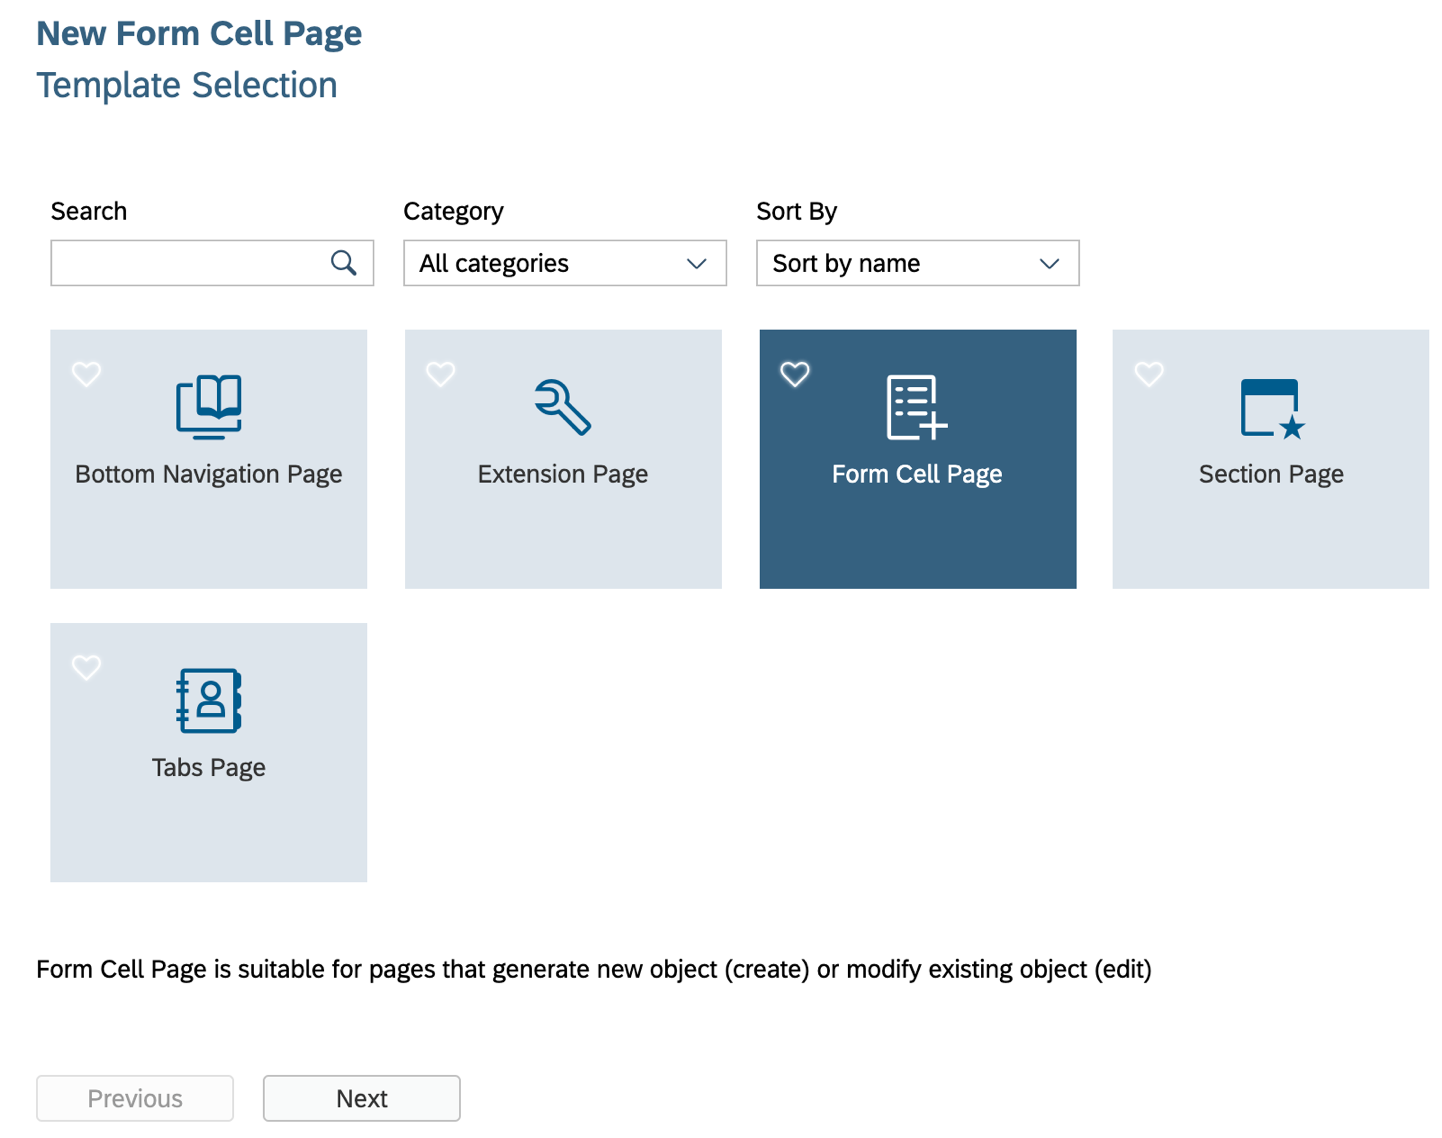 New Form Cell Page
Template Selection
Search
Category
Sort By
All categories
Sort by name
Bottom Navigation Page
Extension Page
Form Cell Page
Section Page
Tabs Page
Form Cell Page is suitable for pages that generate new object (create) or modify existing object (edit)
Previous
Next